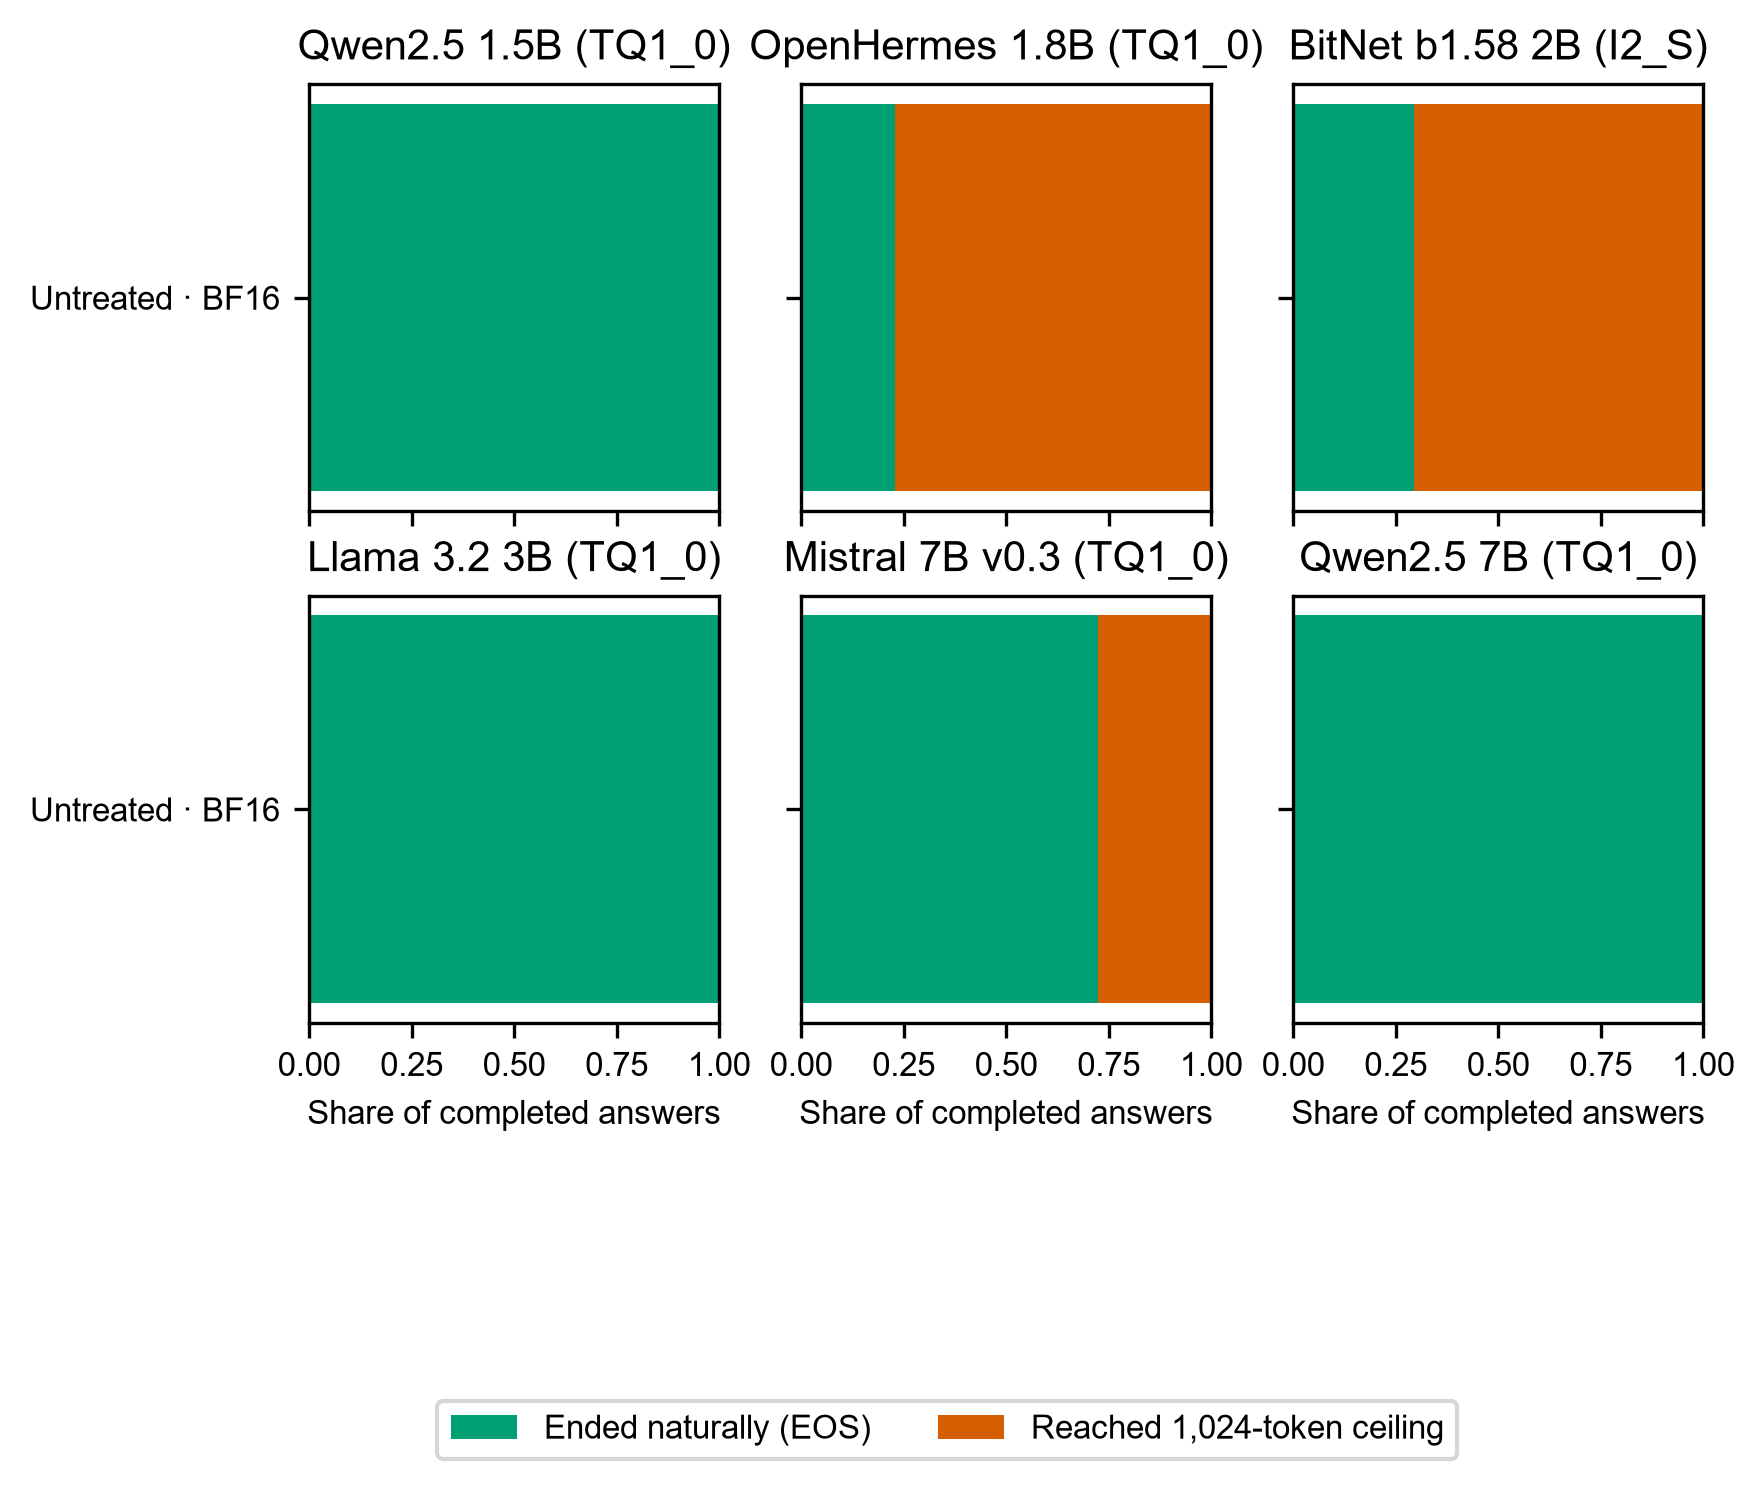 Qwen2.5 1.5B (TQ1_0) OpenHermes 1.8B (TQ1_0) BitNet b1.58 2B (I2_S)
Untreated · BF16
Llama 3.2 3B (TQ1_0) Mistral 7B v0.3 (TQ1_0) Qwen2.5 7B (TQ1_0)
Untreated · BF16
0.00 0.25 0.50 0.75 1.00 0.00 0.25 0.50 0.75 1.00 0.00 0.25 0.50 0.75 1.00
Share of completed answers Share of completed answers Share of completed answers
Ended naturally (EOS) Reached 1,024-token ceiling